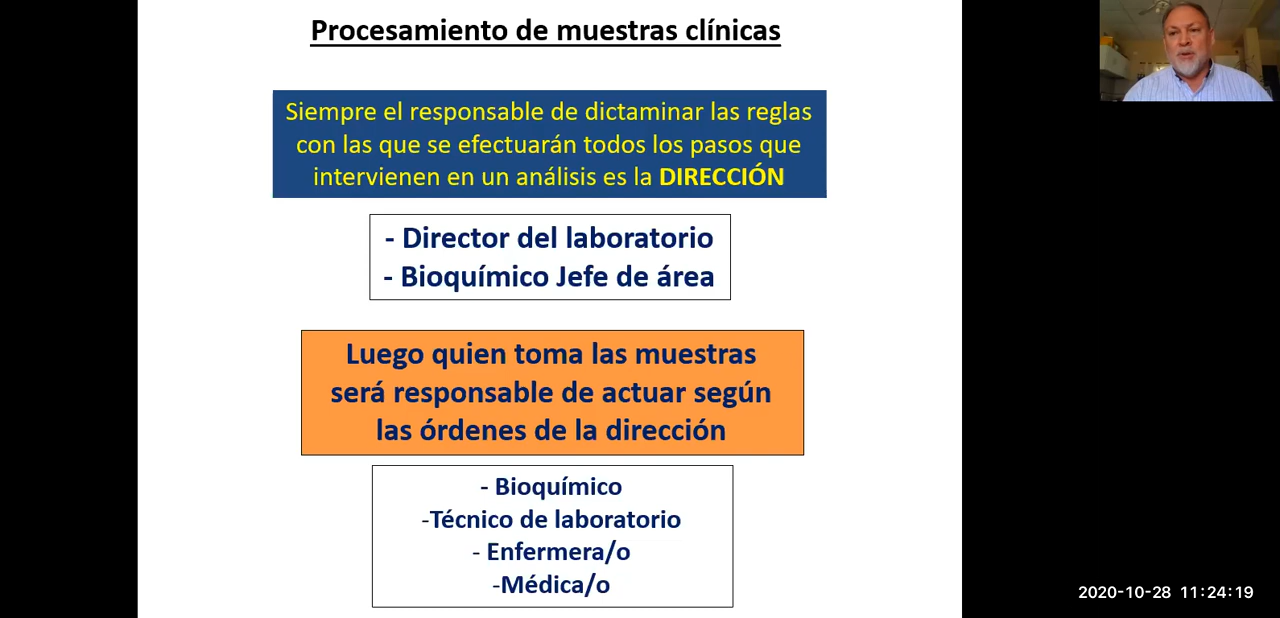 Procesamiento de muestras clínicas
Siempre el responsable de dictaminar las reglas
con las que se efectuarán todos los pasos que
intervienen en un análisis es la DIRECCIÓN
- Director del laboratorio
- Bioquímico Jefe de área
Luego quien toma las muestras
será responsable de actuar según
las órdenes de la dirección
- Bioquímico
-Técnico de laboratorio
- Enfermera/o
-Médica/o
2020-10-28 11:24:19